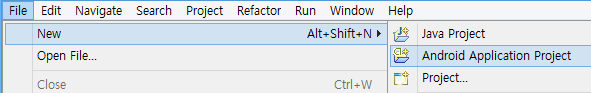 File Edit Navigate Search Project Refactor Run Window Help
New Alt+Shift+N Java Project
Open File... Android Application Project
Close Ctrl+W Project...